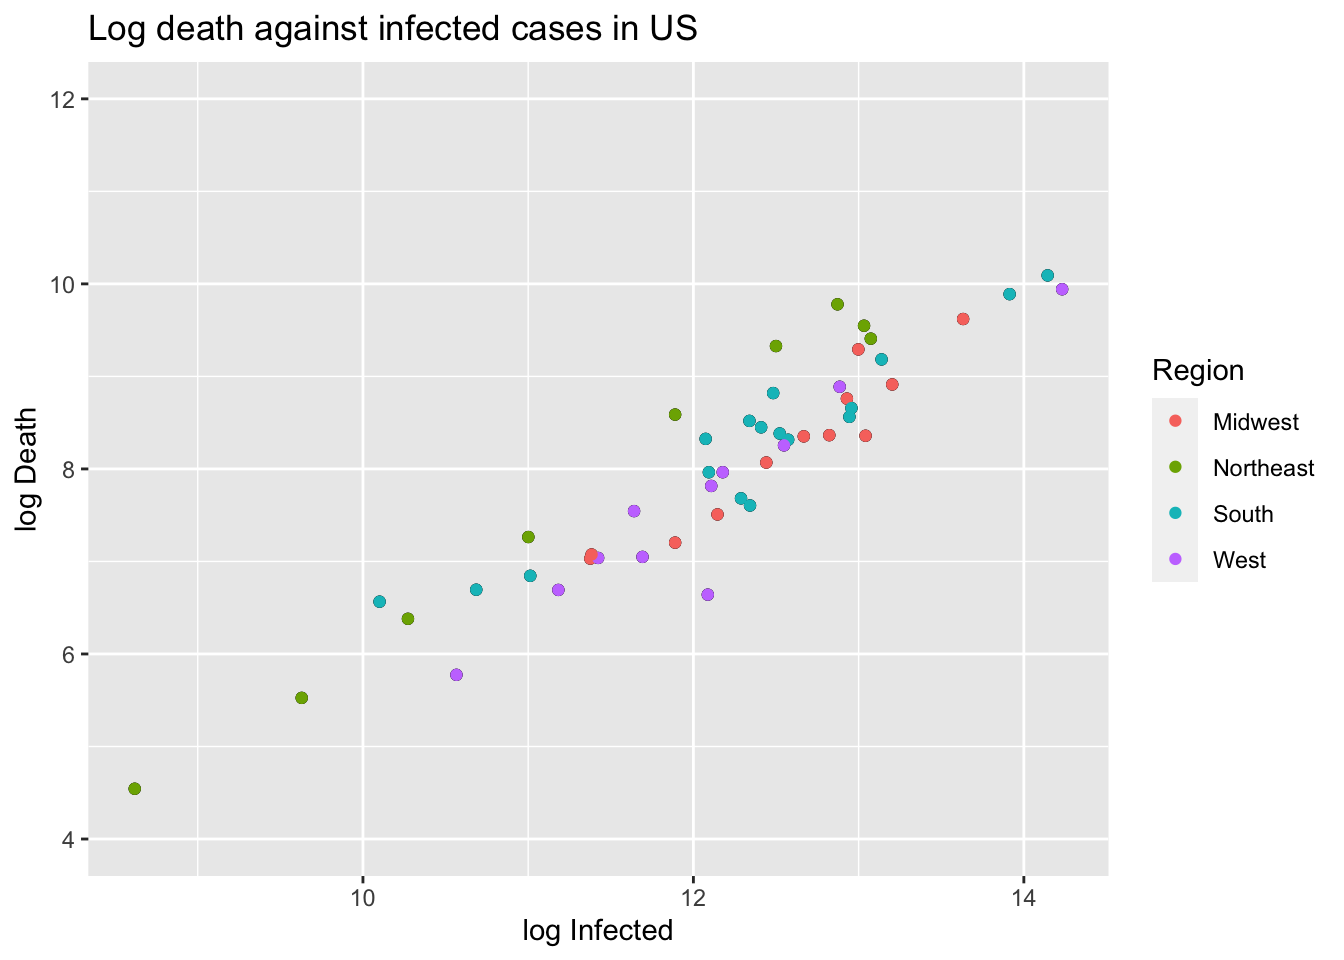 Log death against infected cases in US
12
10
8
6
4
log Death
10
12
14
log Infected
Region
Midwest
Northeast
South
West